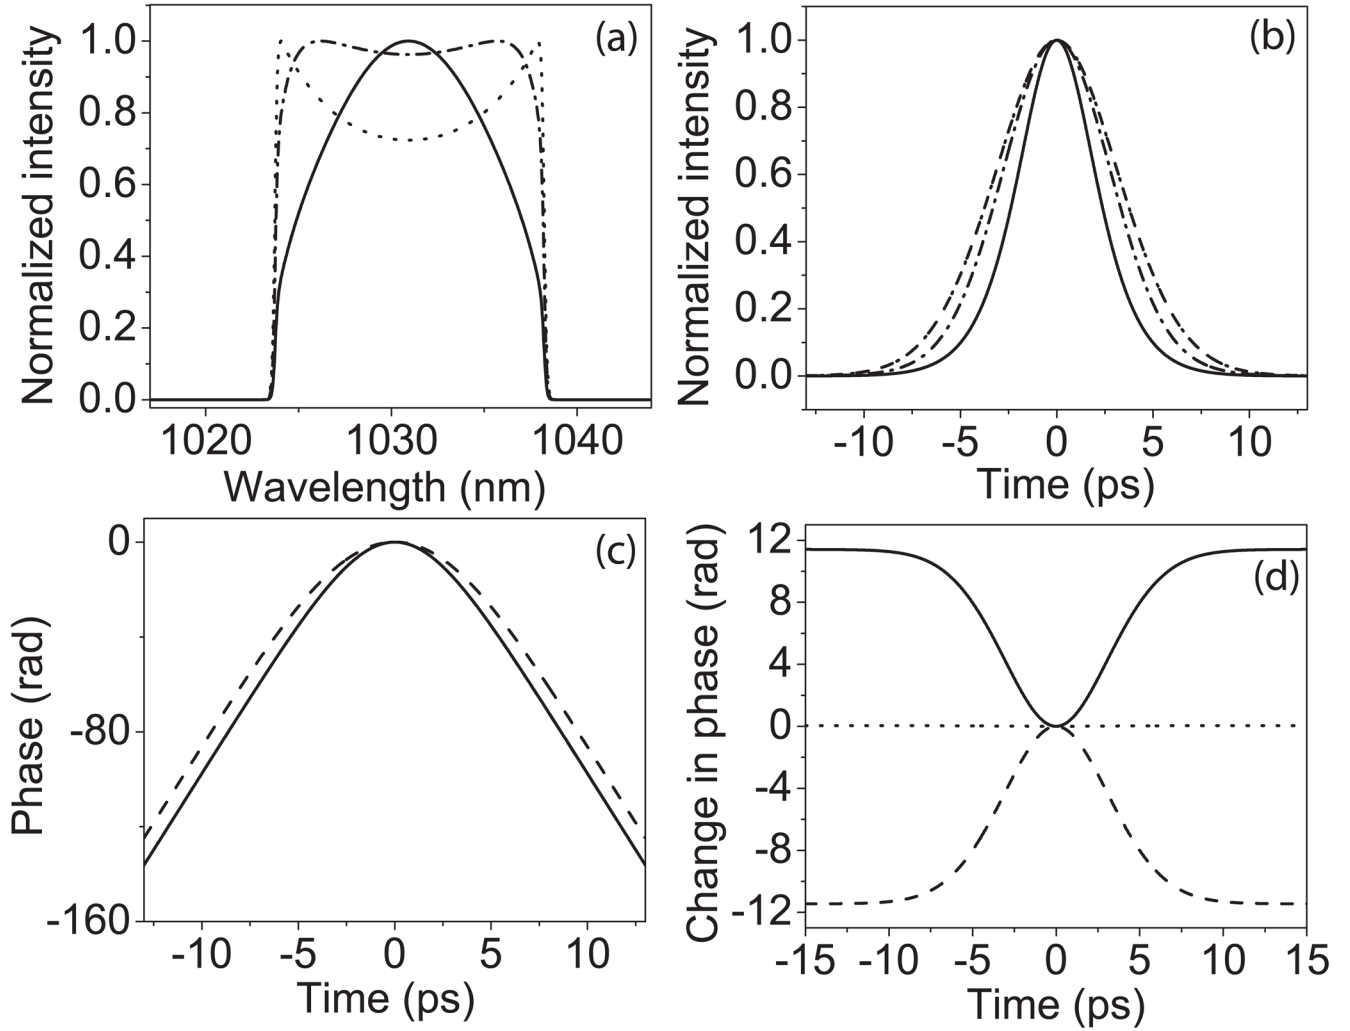 (a)
Normalized intensity
1.0
0.8
0.6
0.4
0.2
0.0
1020 1030 1040
Wavelength (nm)
(b)
Normalized intensity
1.0
0.8
0.6
0.4
0.2
0.0
-10 -5 0 5 10
Time (ps)
(c)
Phase (rad)
0
-80
-160
-10 -5 0 5 10
Time (ps)
(d)
Change in phase (rad)
12
8
4
0
-4
-8
-12
-15 -10 -5 0 5 10 15
Time (ps)